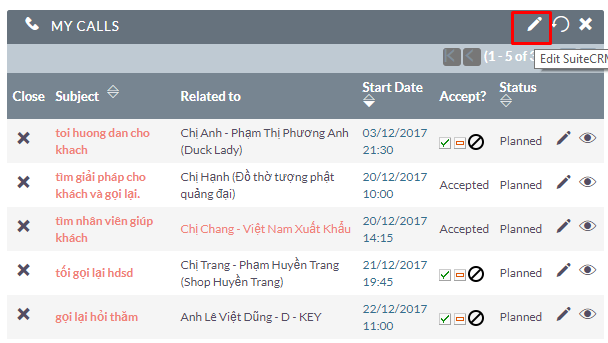 MY CALLS
(1 - 5 of 3
Edit SuiteCRM
Close Subject Related to Start Date Accept? Status
toi huong dan cho
khach
Chị Anh - Phạm Thị Phương Anh
(Duck Lady)
03/12/2017
21:30
Planned
tìm giải pháp cho
khách và gọi lại.
Chị Hạnh (Đồ thờ tượng phật
quảng đại)
20/12/2017
10:00
Accepted Planned
tìm nhân viên giúp
khách
Chị Chang - Việt Nam Xuất Khẩu
20/12/2017
14:15
Accepted Planned
tối gọi lại hdsd
Chị Trang - Phạm Huyền Trang
(Shop Huyền Trang)
21/12/2017
19:45
Planned
gọi lại hỏi thăm
Anh Lê Việt Dũng - D - KEY
22/12/2017
11:00
Planned